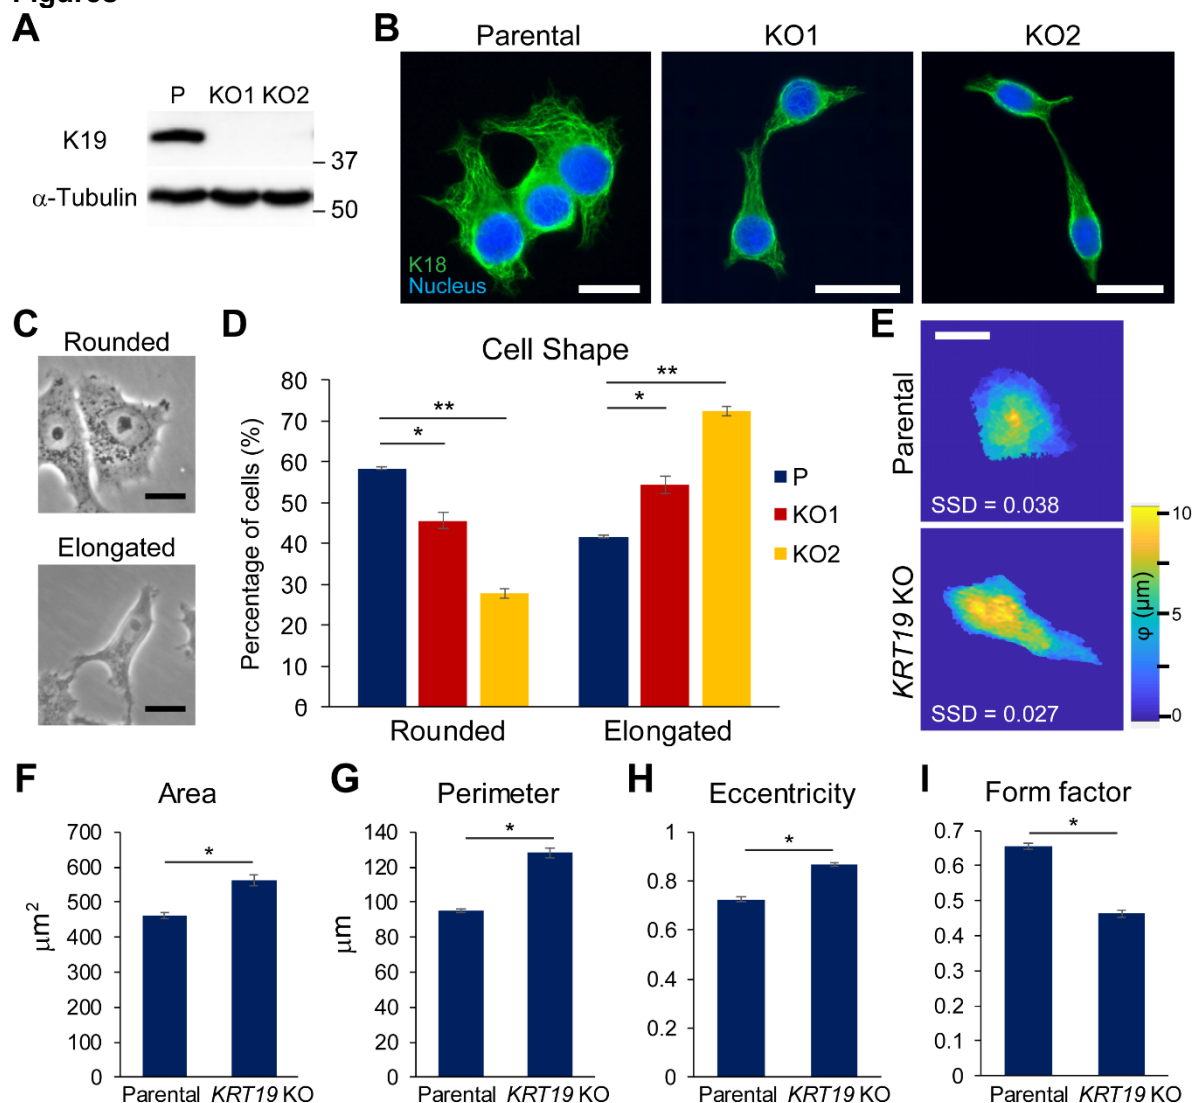 Figures
A
P KO1 KO2
K19
37
α-Tubulin
50
B
Parental KO1 KO2
K18
Nucleus
C
Rounded
Elongated
D
Cell Shape
Percentage of cells (%)
80
70
60
50
40
30
20
10
0
** **
* *
P
KO1
KO2
Rounded Elongated
E
Parental
SSD = 0.038
KRT19 KO
SSD = 0.027
10
5
0
φ (μm)
F
Area
μm²
700
600
500
400
300
200
100
0
*
Parental KRT19 KO
G
Perimeter
μm
140
120
100
80
60
40
20
0
*
Parental KRT19 KO
H
Eccentricity
1
0.8
0.6
0.4
0.2
0
*
Parental KRT19 KO
I
Form factor
0.7
0.6
0.5
0.4
0.3
0.2
0.1
0
*
Parental KRT19 KO